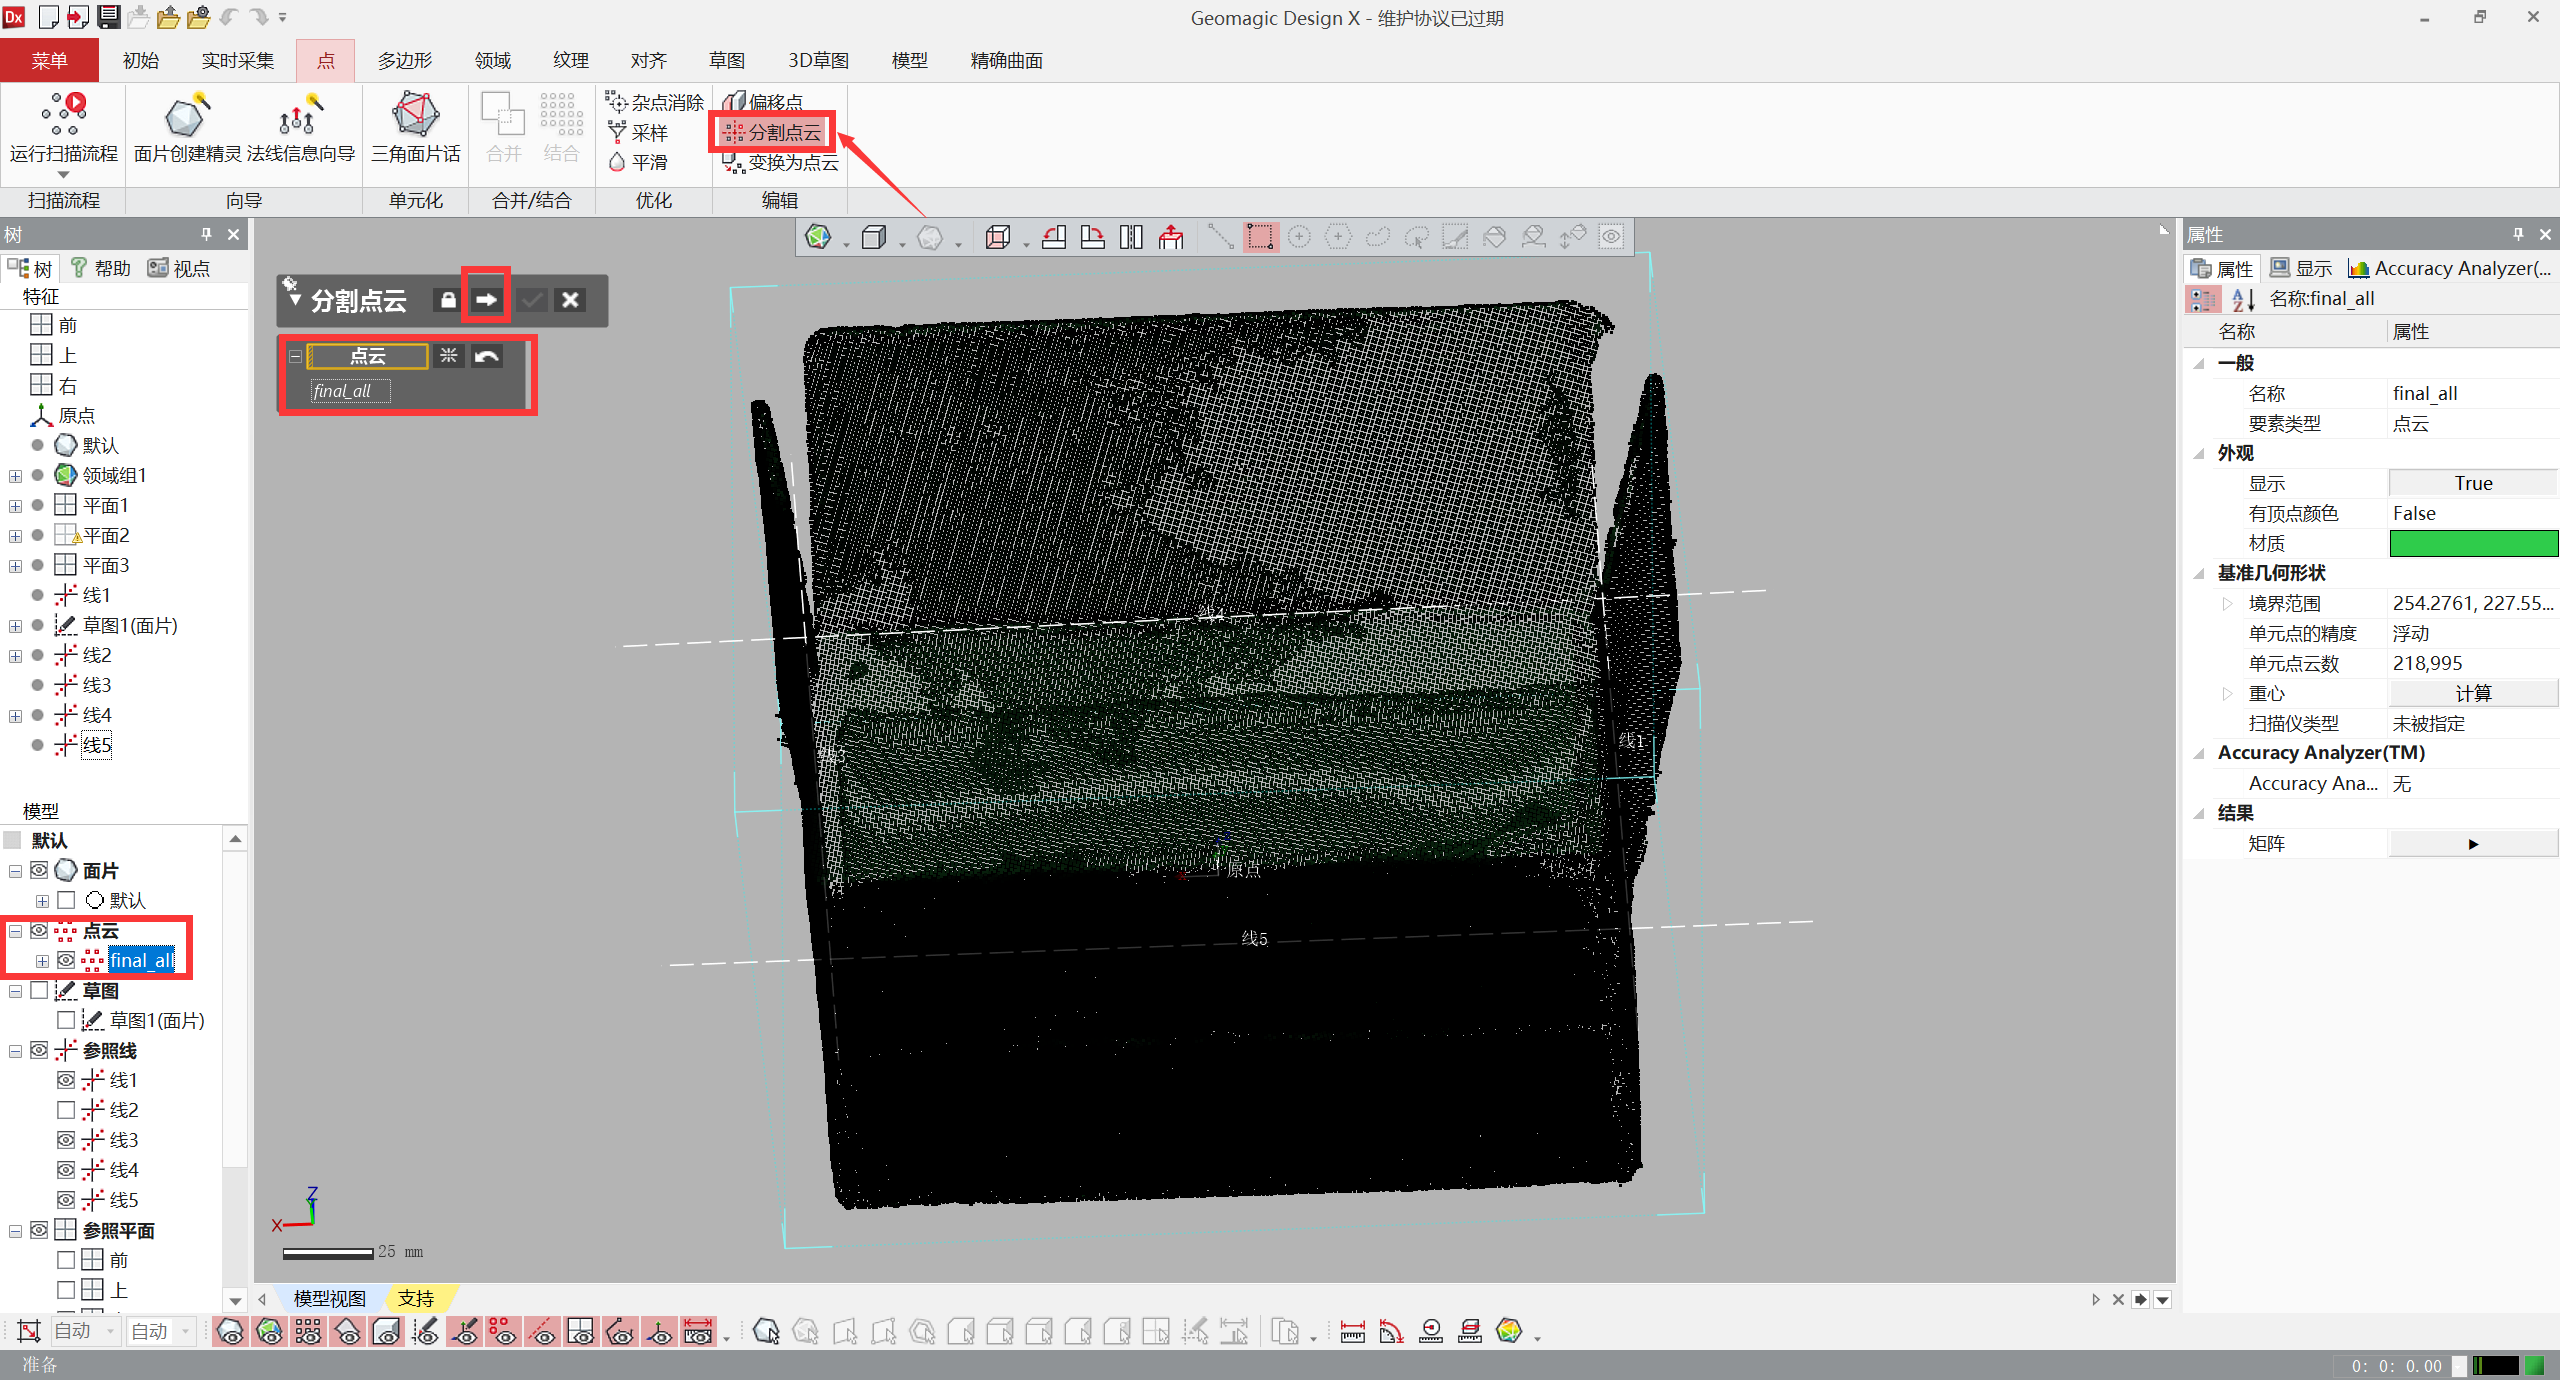 Dx
Geomagic Design X - 维护协议已过期
菜单 初始 实时采集 点 多边形 领域 纹理 对齐 草图 3D草图 模型 精确曲面
运行扫描流程 面片创建精灵 法线信息向导 三角面片话 合并 结合
杂点消除 偏移点
采样 分割点云
平滑 变换为点云
扫描流程 向导 单元化 合并/结合 优化 编辑
树
树 帮助 视点
特征
前
上
右
原点
默认
领域组1
平面1
平面2
平面3
线1
草图1(面片)
线2
线3
线4
线5
模型
默认
面片
默认
点云
final_all
草图
草图1(面片)
参照线
线1
线2
线3
线4
线5
参照平面
前
上
分割点云
点云
final_all
线4
线3
线1
原点
线5
Z
X
25 mm
模型视图 支持
属性
属性 显示 Accuracy Analyzer(...
名称:final_all
名称 属性
一般
名称 final_all
要素类型 点云
外观
显示 True
有顶点颜色 False
材质
基准几何形状
境界范围 254.2761, 227.55...
单元点的精度 浮动
单元点云数 218,995
重心 计算
扫描仪类型 未被指定
Accuracy Analyzer(TM)
Accuracy Ana... 无
结果
矩阵
自动 自动
准备
0: 0: 0.00